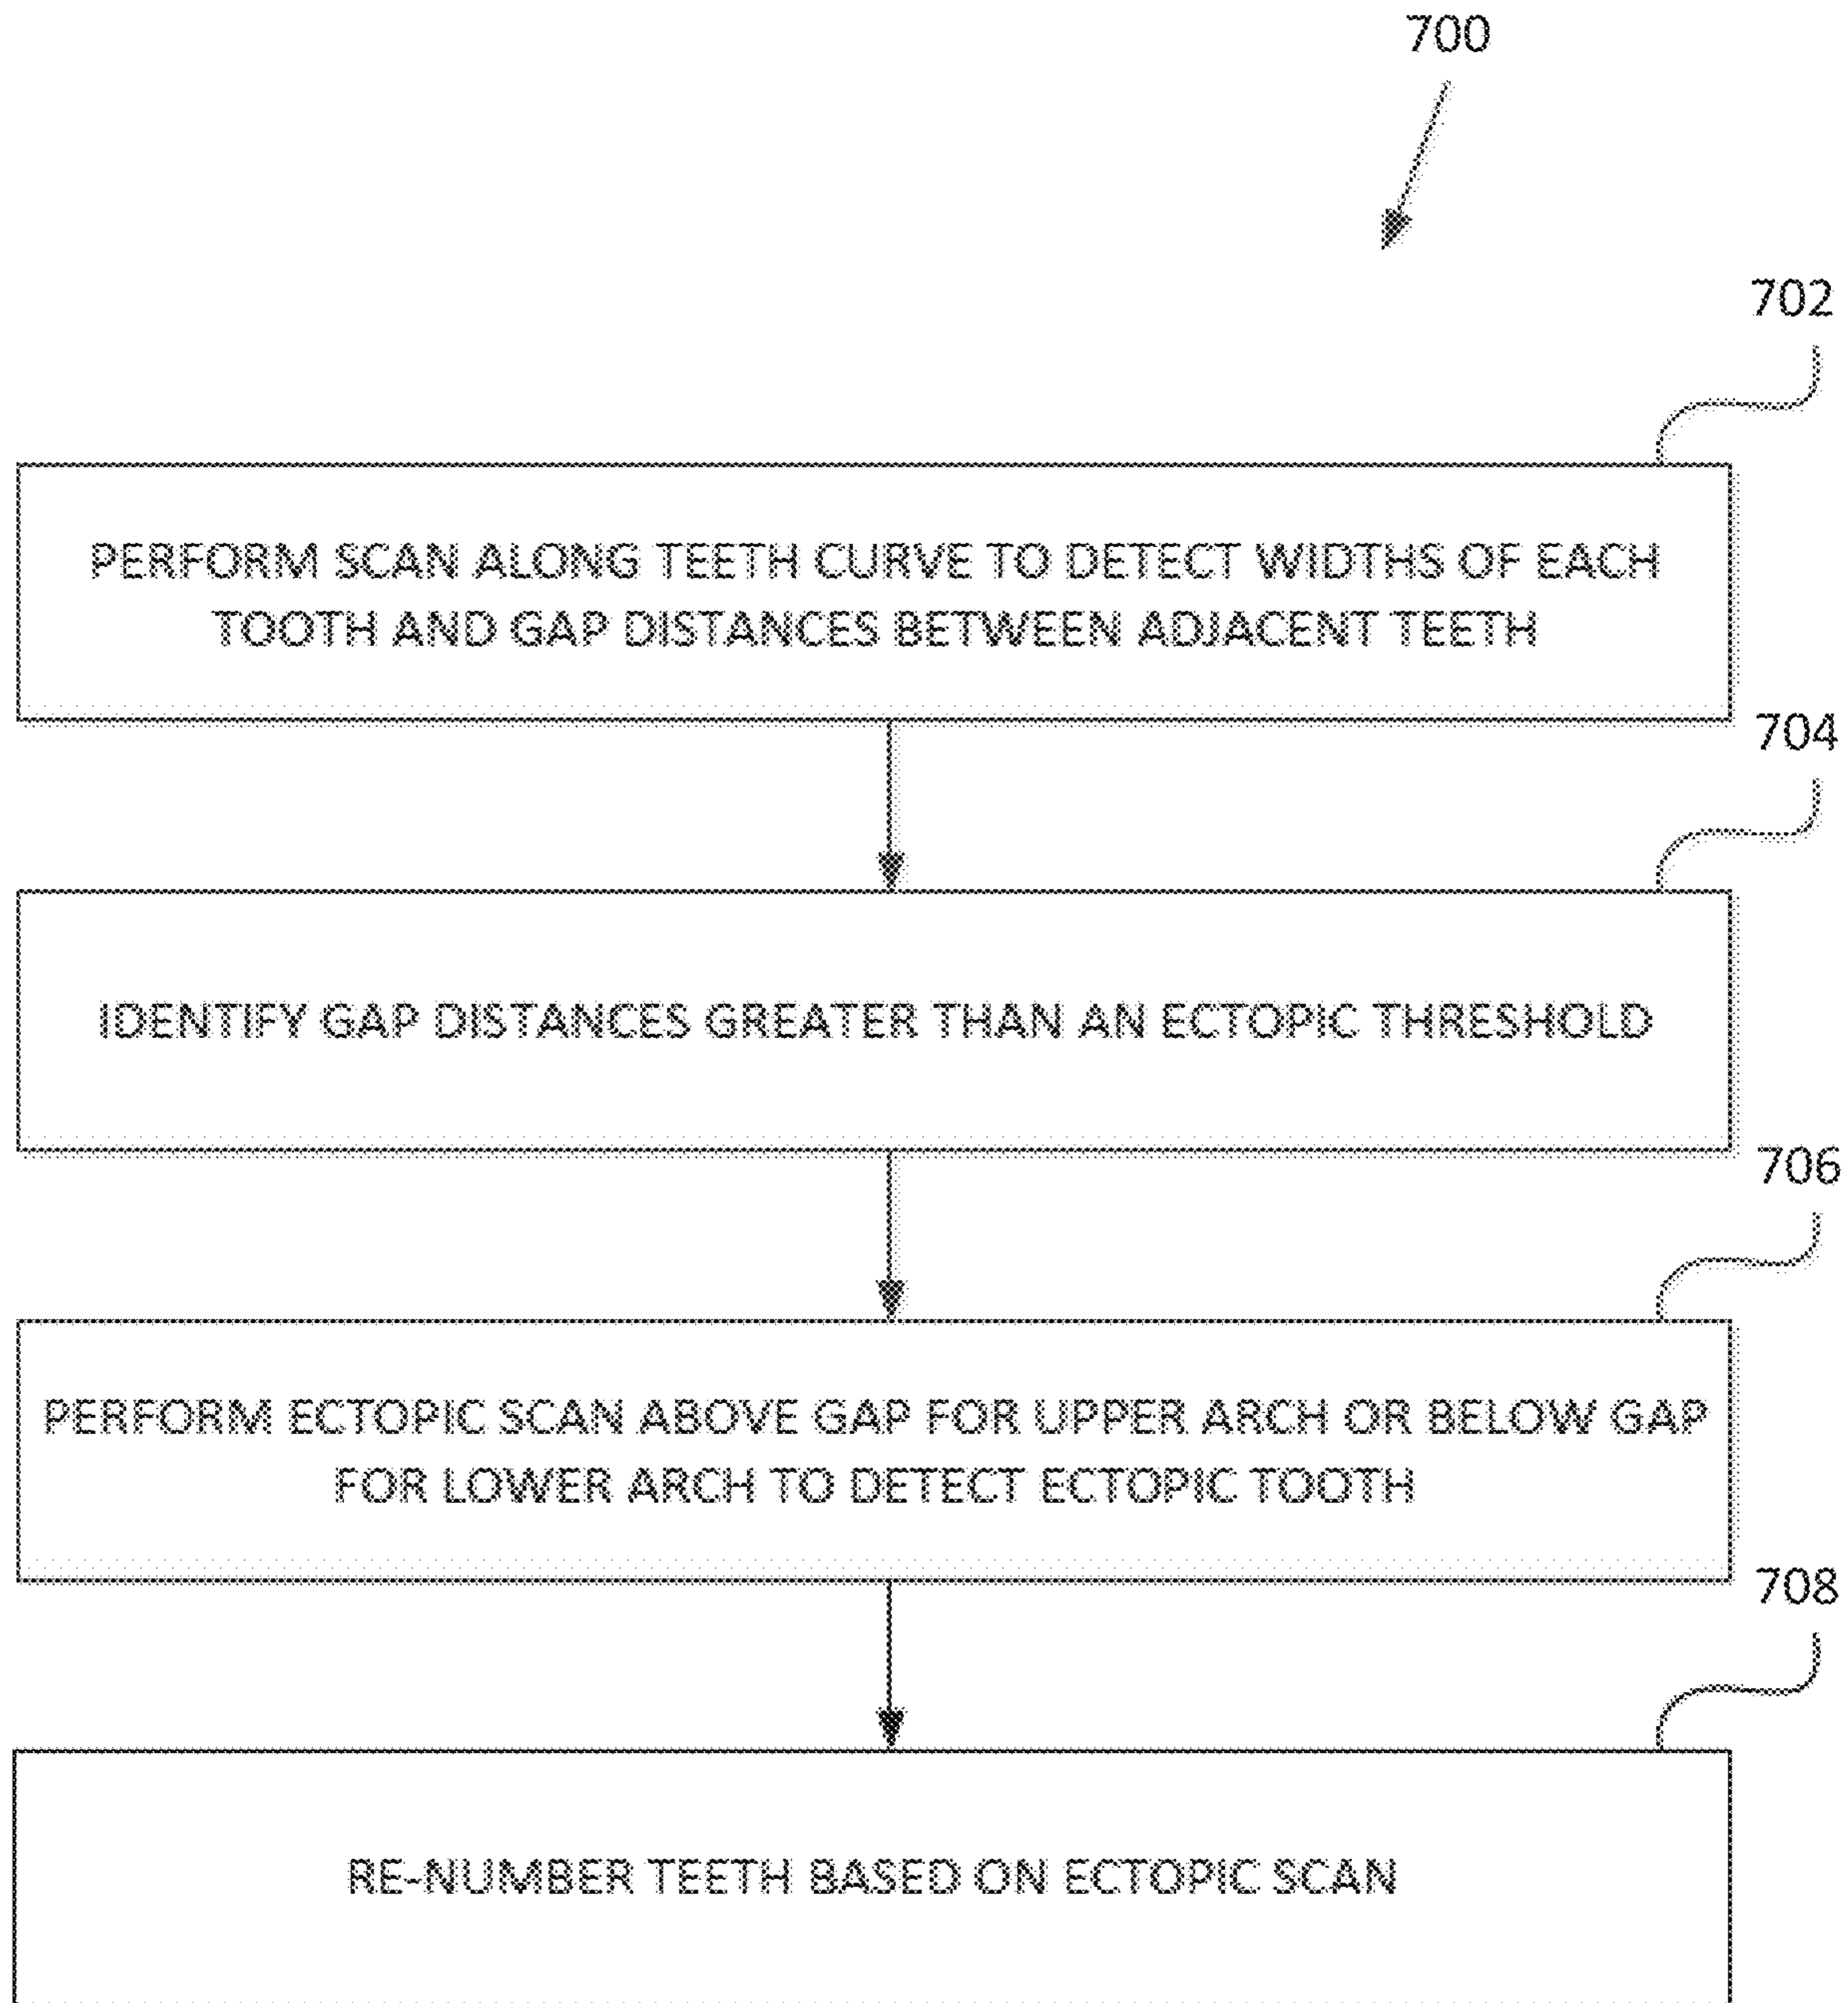 700
702
PERFORM SCAN ALONG TEETH CURVE TO DETECT WIDTHS OF EACH
TOOTH AND GAP DISTANCES BETWEEN ADJACENT TEETH
704
IDENTIFY GAP DISTANCES GREATER THAN AN ECTOPIC THRESHOLD
706
PERFORM ECTOPIC SCAN ABOVE GAP FOR UPPER ARCH OR BELOW GAP
FOR LOWER ARCH TO DETECT ECTOPIC TOOTH
708
RE-NUMBER TEETH BASED ON ECTOPIC SCAN